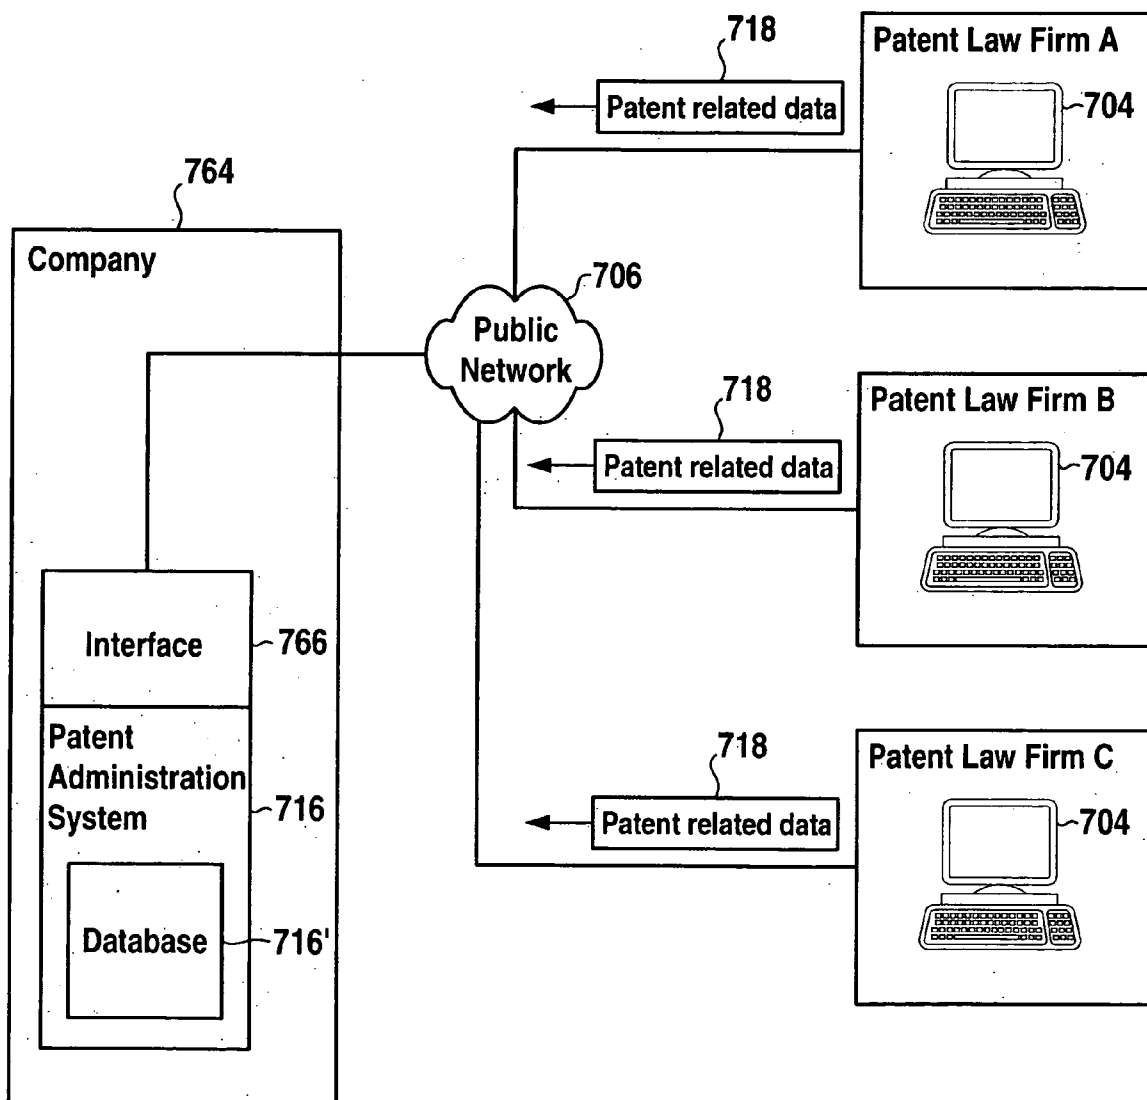 718
Patent Law Firm A
Patent related data
704
764
Company
706
Public
Network
718
Patent Law Firm B
Patent related data
704
Interface
766
Patent
Administration
System
716
718
Patent Law Firm C
Patent related data
704
Database
716'